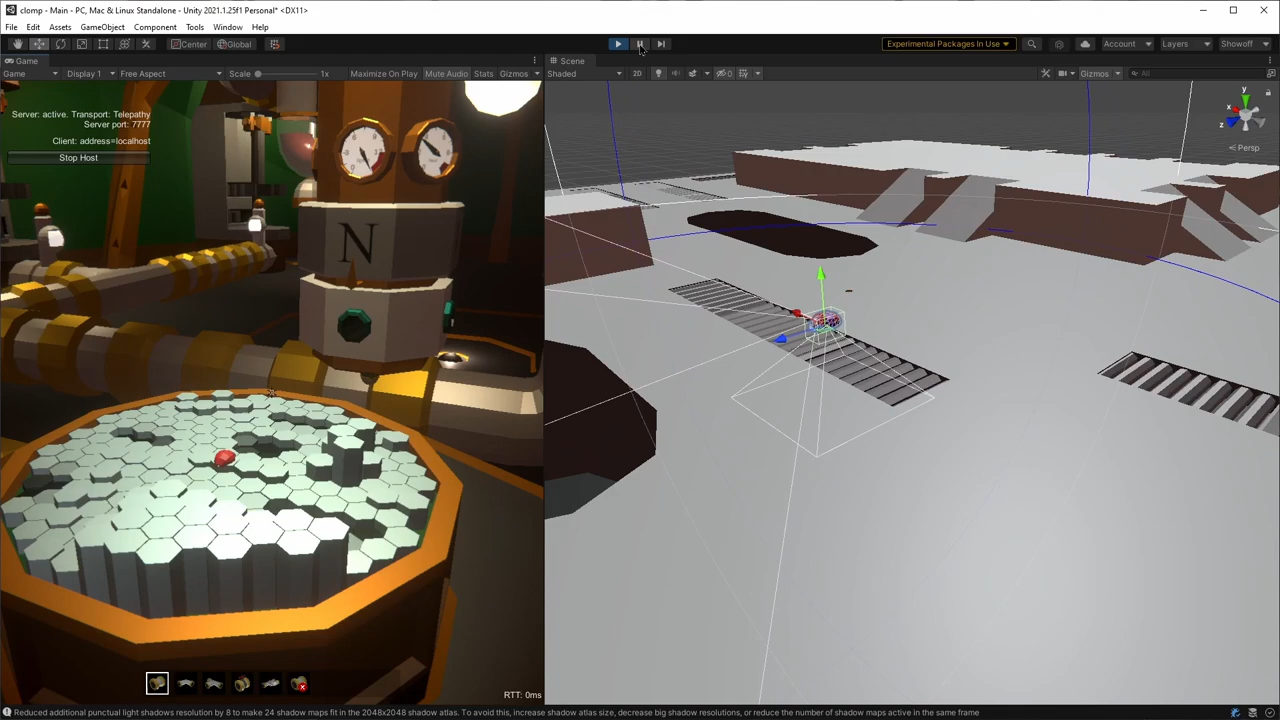 clomp - Main - PC, Mac & Linux Standalone - Unity 2021.1.25f1 Personal* <DX11>
File Edit Assets GameObject Component Tools Window Help
Center Global Experimental Packages In Use Account Layers Showoff
Game Scene
Game Display 1 Free Aspect Scale 1x Maximize On Play Mute Audio Stats Gizmos Shaded 2D 0 Gizmos All
Server: active. Transport: Telepathy
Server port: 7777
Client: address=localhost
Stop Host
y
x
z
Persp
N
RTT: 0ms
Reduced additional punctual light shadows resolution by 8 to make 24 shadow maps fit in the 2048x2048 shadow atlas. To avoid this, increase shadow atlas size, decrease big shadow resolutions, or reduce the number of shadow maps active in the same frame